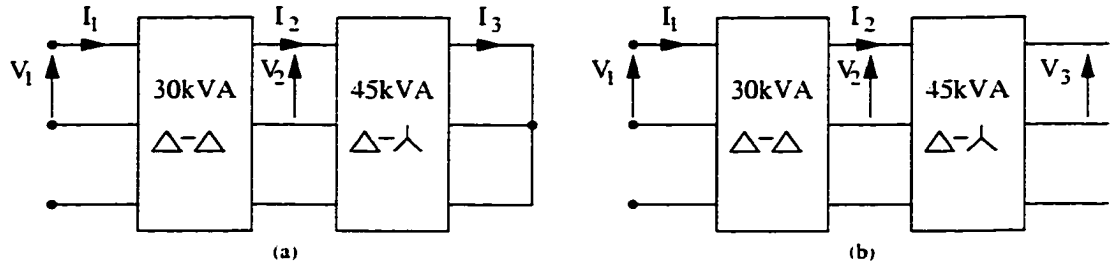 I1 I2 I3
V1 V2
30kVA 45kVA
Δ-Δ Δ-⅄
(a)
I1 I2
V1 V2 V3
30kVA 45kVA
Δ-Δ Δ-⅄
(b)